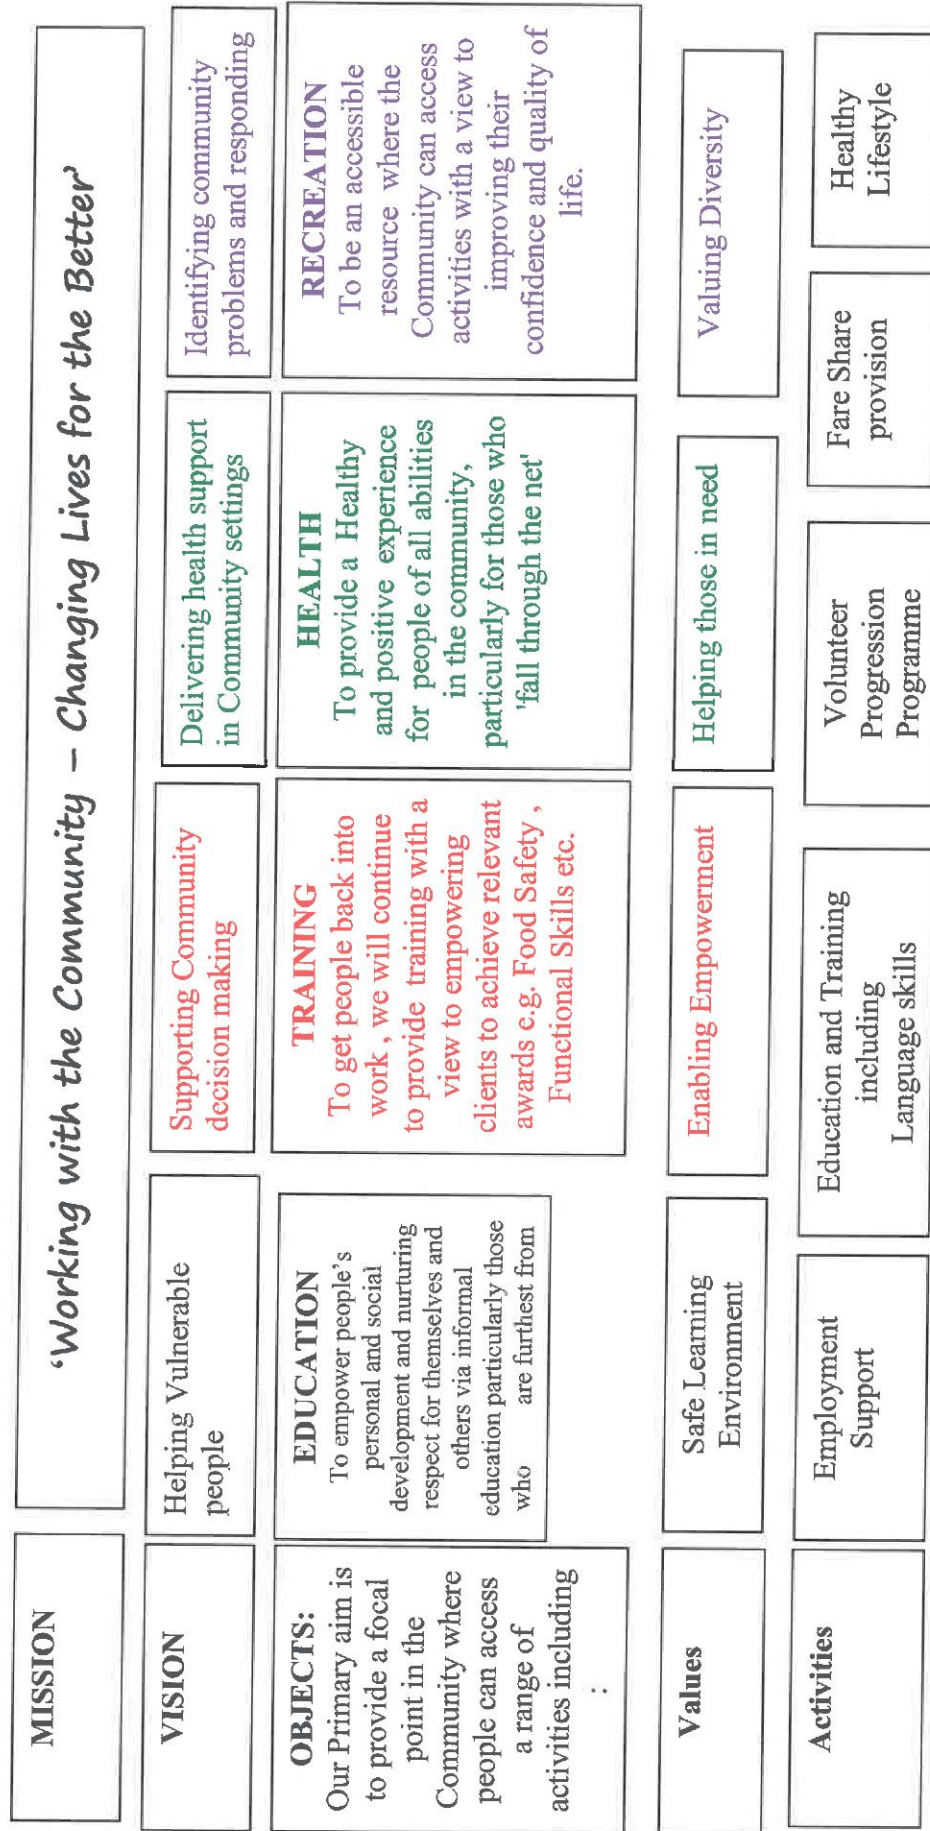 MISSION
‘Working with the Community – Changing Lives for the Better’
VISION
Helping Vulnerable
people
Supporting Community
decision making
Delivering health support
in Community settings
Identifying community
problems and responding
OBJECTS:
Our Primary aim is
to provide a focal
point in the
Community where
people can access
a range of
activities including
:
EDUCATION
To empower people’s
personal and social
development and nurturing
respect for themselves and
others via informal
education particularly those
who are furthest from
TRAINING
To get people back into
work , we will continue
to provide training with a
view to empowering
clients to achieve relevant
awards e.g. Food Safety ,
Functional Skills etc.
HEALTH
To provide a Healthy
and positive experience
for people of all abilities
in the community,
particularly for those who
'fall through the net'
RECREATION
To be an accessible
resource where the
Community can access
activities with a view to
improving their
confidence and quality of
life.
Values
Safe Learning
Environment
Enabling Empowerment
Helping those in need
Valuing Diversity
Activities
Employment
Support
Education and Training
including
Language skills
Volunteer
Progression
Programme
Fare Share
provision
Healthy
Lifestyle